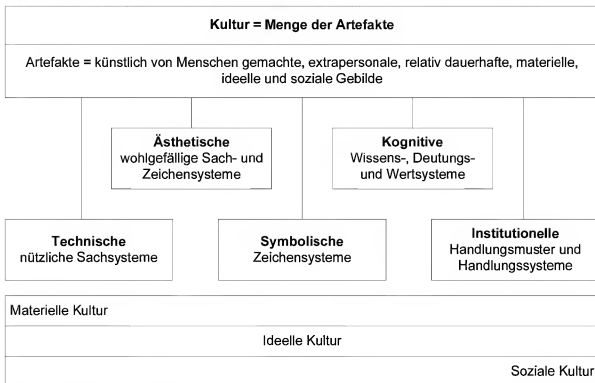 Kultur = Menge der Artefakte
Artefakte = künstlich von Menschen gemachte, extrapersonale, relativ dauerhafte, materielle,
ideelle und soziale Gebilde
Ästhetische
wohlgefällige Sach- und
Zeichensysteme
Kognitive
Wissens-, Deutungs-
und Wertsysteme
Technische
nützliche Sachsysteme
Symbolische
Zeichensysteme
Institutionelle
Handlungsmuster und
Handlungssysteme
Materielle Kultur
Ideelle Kultur
Soziale Kultur